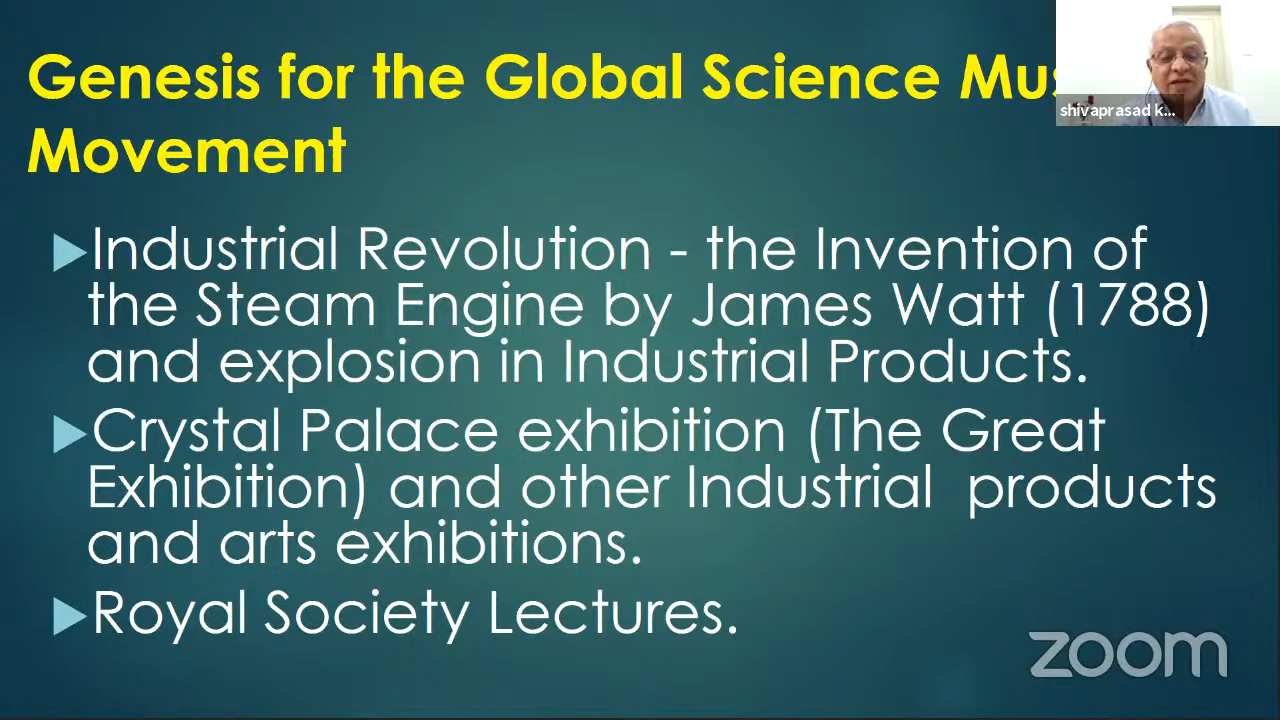 Genesis for the Global Science Mus
Movement
shivaprasad k...
Industrial Revolution - the Invention of
the Steam Engine by James Watt (1788)
and explosion in Industrial Products.
Crystal Palace exhibition (The Great
Exhibition) and other Industrial products
and arts exhibitions.
Royal Society Lectures.
zoom